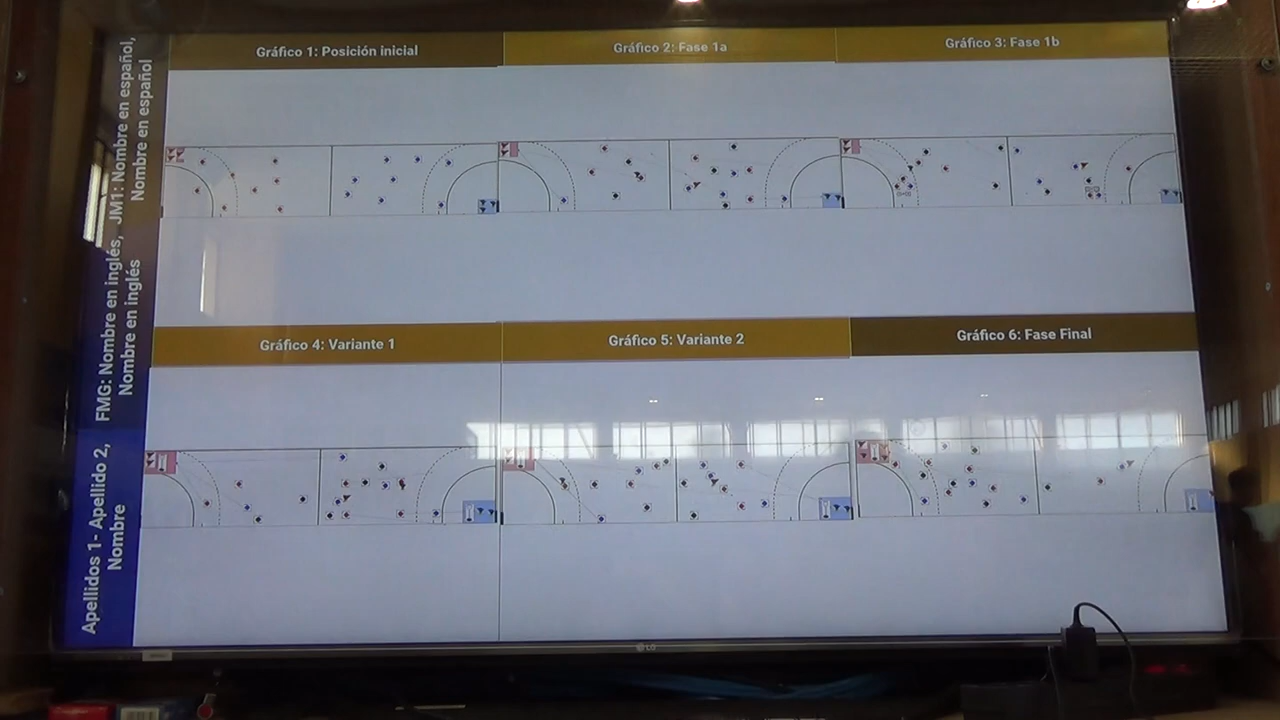 Gráfico 1: Posición inicial
Gráfico 2: Fase 1a
Gráfico 3: Fase 1b
Gráfico 4: Variante 1
Gráfico 5: Variante 2
Gráfico 6: Fase Final
Apellidos 1- Apellido 2,
Nombre
FMG: Nombre en inglés,
Nombre en inglés
JM1: Nombre en español,
Nombre en español
LG